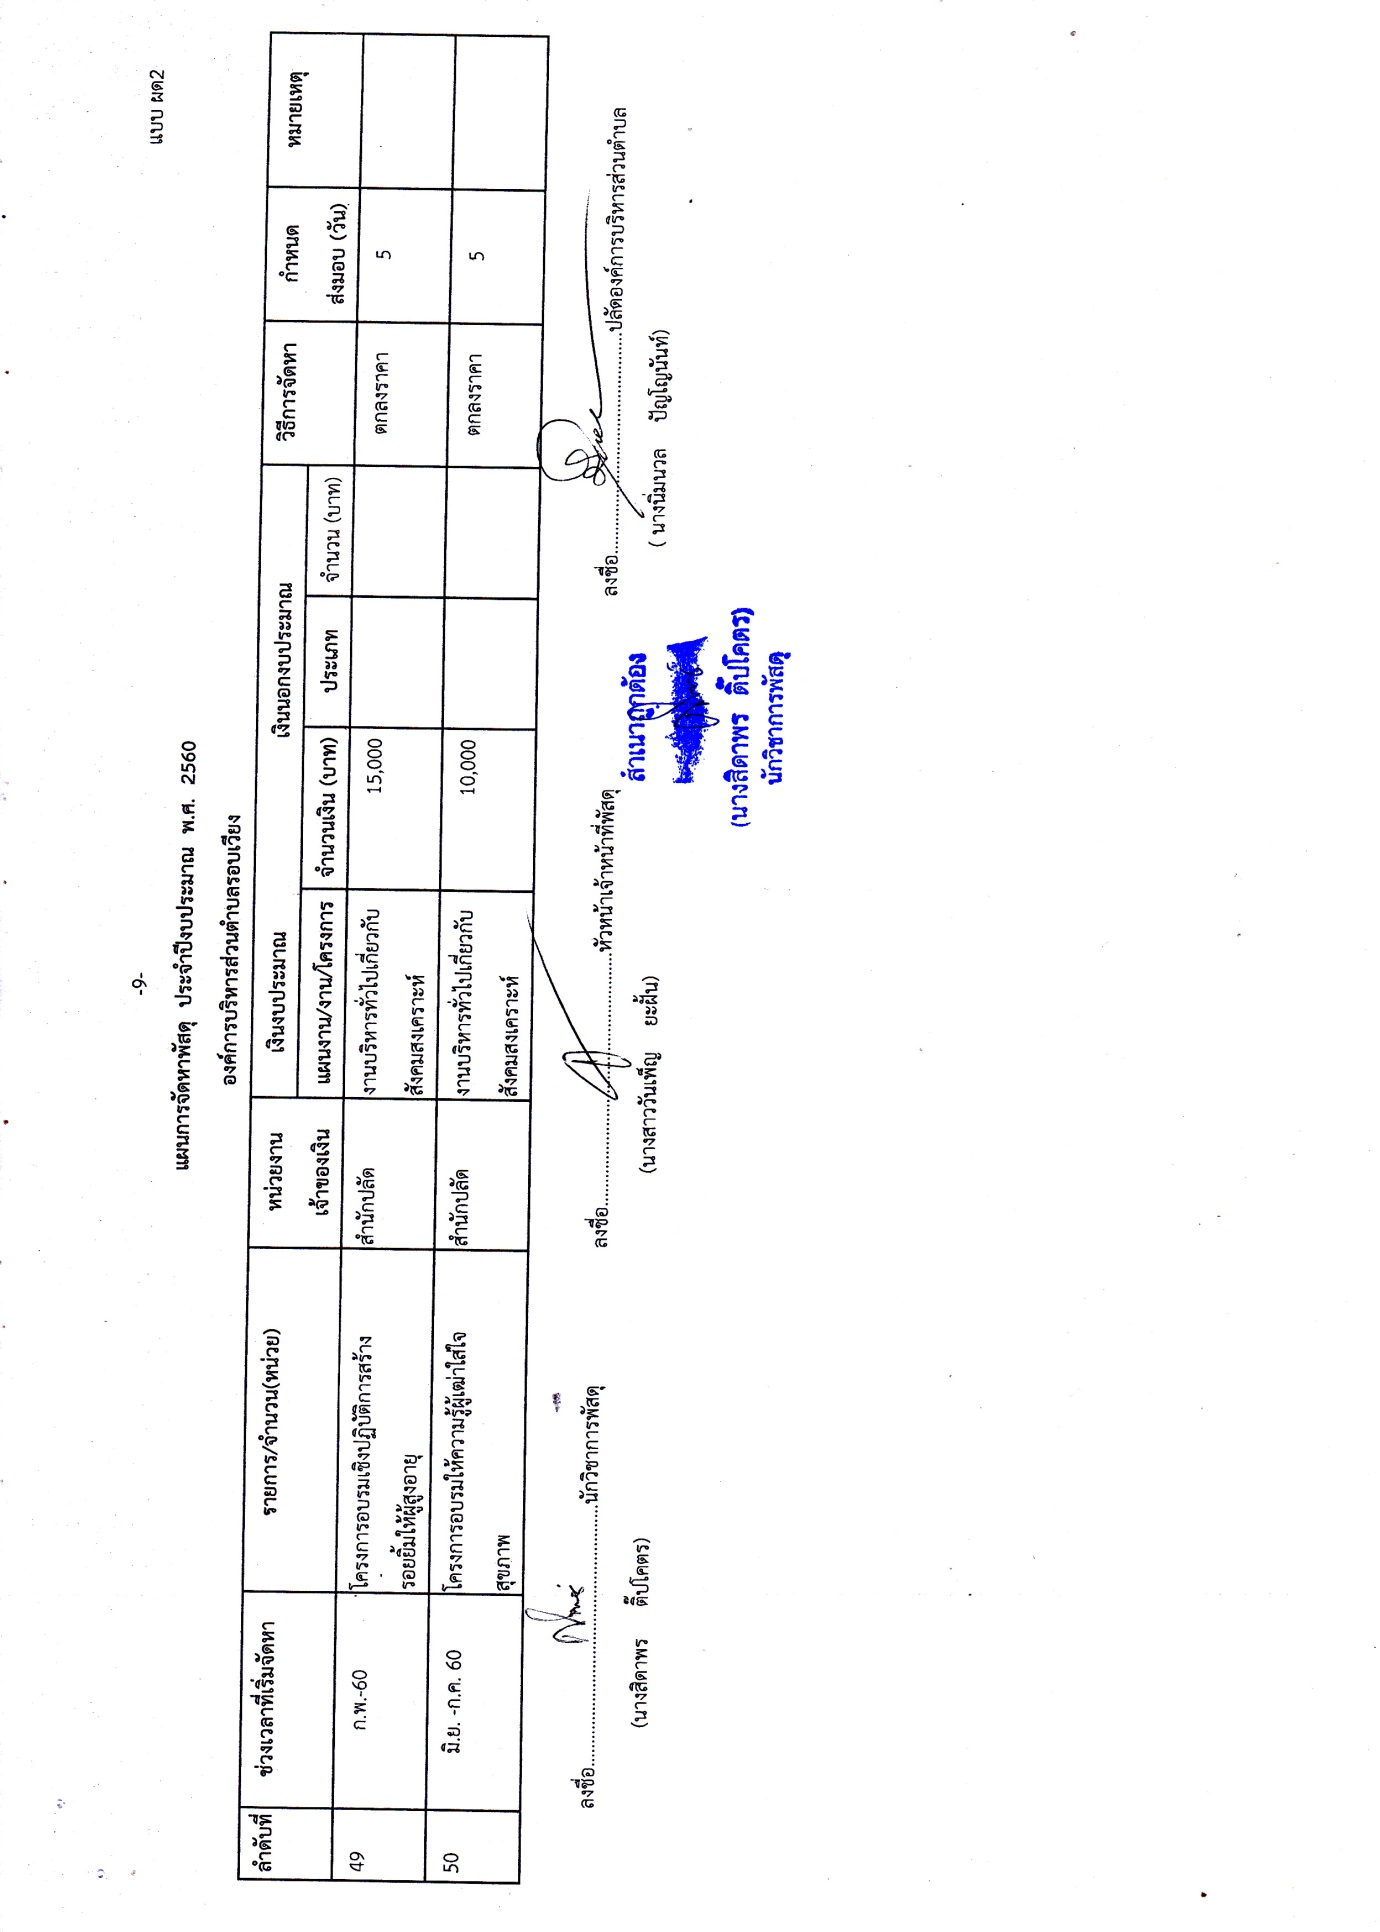 -9-
แบบ ผด2
แผนการจัดหาพัสดุ ประจำปีงบประมาณ พ.ศ. 2560
องค์การบริหารส่วนตำบลรอบเวียง
ลำดับที่ ช่วงเวลาที่เริ่มจัดหา รายการ/จำนวน(หน่วย) หน่วยงาน เงินงบประมาณ เงินนอกงบประมาณ วิธีการจัดหา กำหนด หมายเหตุ
เจ้าของเงิน แผนงาน/งาน/โครงการ จำนวนเงิน (บาท) ประเภท จำนวน (บาท) ส่งมอบ (วัน)
49 ก.พ.-60 โครงการอบรมเชิงปฏิบัติการสร้าง สำนักปลัด งานบริหารทั่วไปเกี่ยวกับ 15,000 ตกลงราคา 5
รอยยิ้มให้ผู้สูงอายุ สังคมสงเคราะห์
50 มิ.ย. -ก.ค. 60 โครงการอบรมให้ความรู้ผู้เฒ่าใส่ใจ สำนักปลัด งานบริหารทั่วไปเกี่ยวกับ 10,000 ตกลงราคา 5
สุขภาพ สังคมสงเคราะห์
ลงชื่อ..........นักวิชาการพัสดุ ลงชื่อ..........หัวหน้าเจ้าหน้าที่พัสดุ ลงชื่อ..........ปลัดองค์การบริหารส่วนตำบล
(นางสิดาพร ติ๊ปโคตร) (นางสาววันเพ็ญ ยะฝั้น) ( นางนิ่มนวล ปัญโญนันท์)
สำเนาถูกต้อง
(นางสิดาพร ติ๊ปโคตร)
นักวิชาการพัสดุ